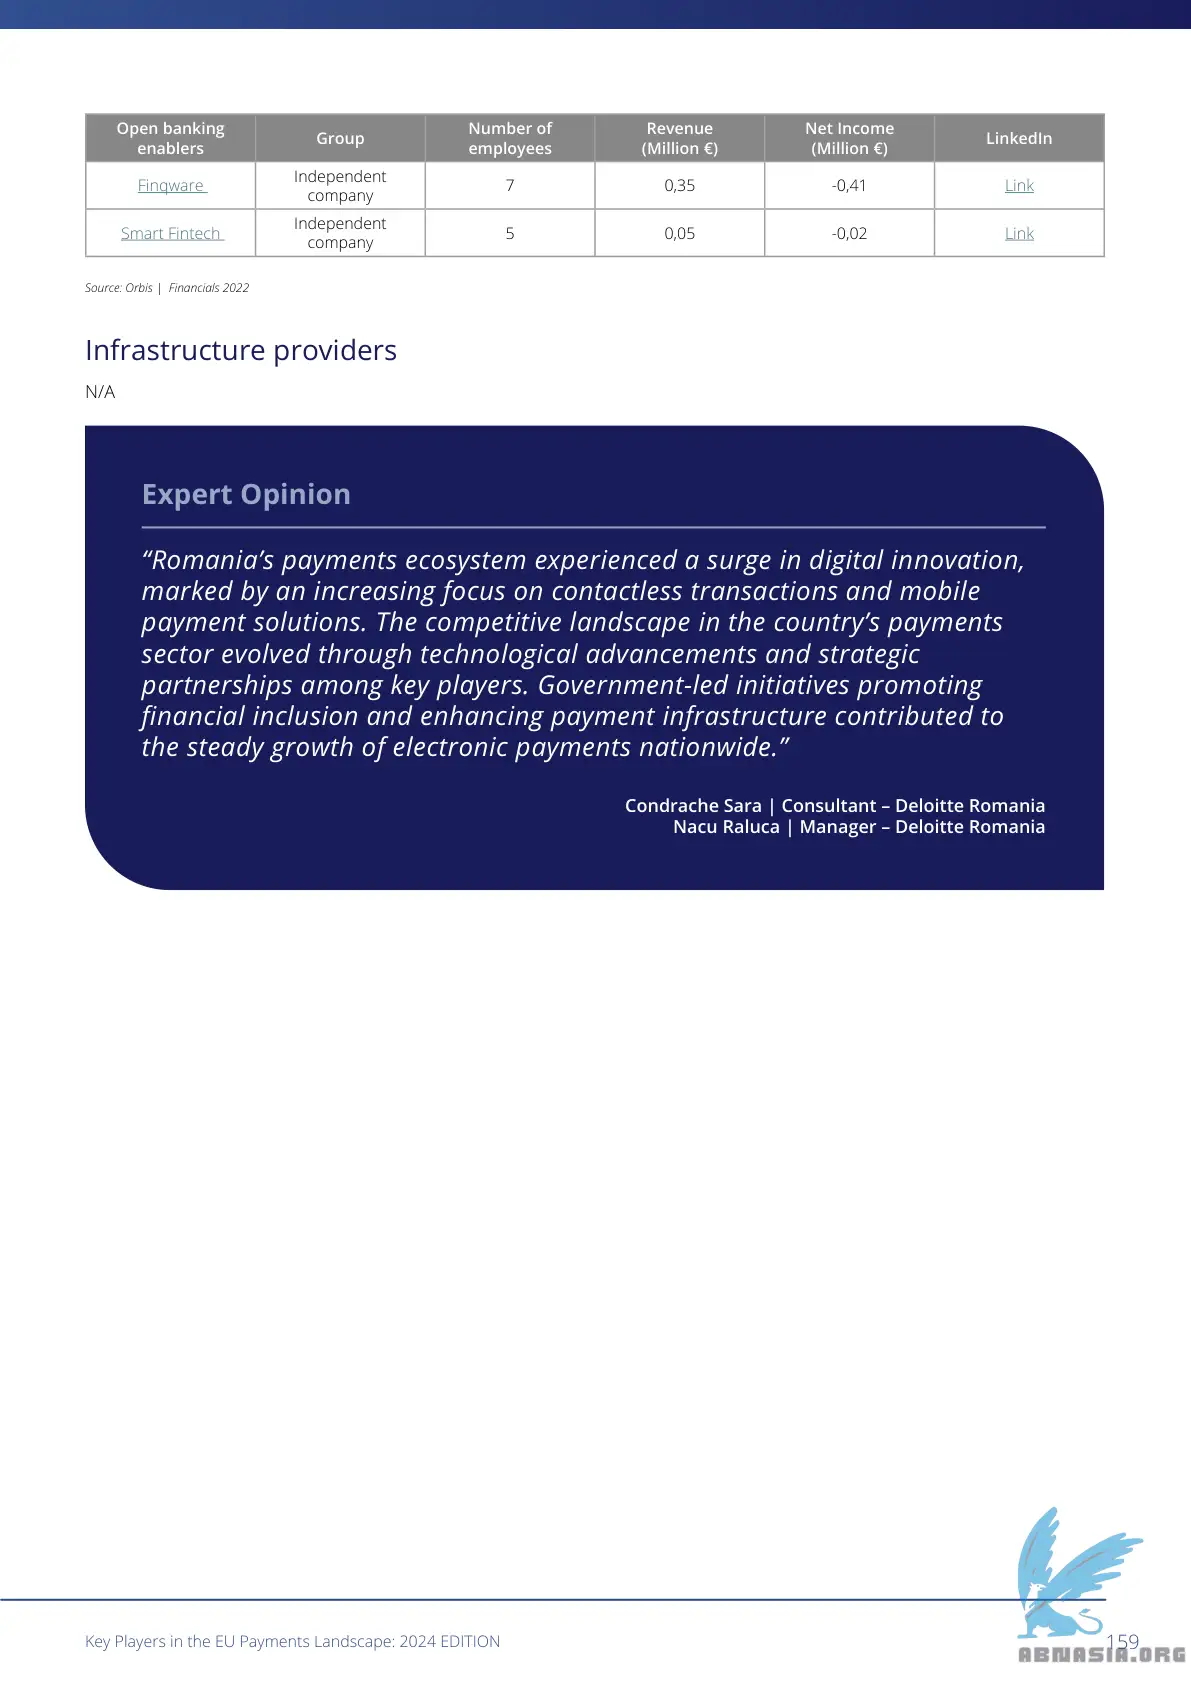 Open banking enablers | Group | Number of employees | Revenue (Million €) | Net Income (Million €) | LinkedIn
Finqware | Independent company | 7 | 0,35 | -0,41 | Link
Smart Fintech | Independent company | 5 | 0,05 | -0,02 | Link
Source: Orbis | Financials 2022
Infrastructure providers
N/A
Expert Opinion
“Romania’s payments ecosystem experienced a surge in digital innovation,
marked by an increasing focus on contactless transactions and mobile
payment solutions. The competitive landscape in the country’s payments
sector evolved through technological advancements and strategic
partnerships among key players. Government-led initiatives promoting
financial inclusion and enhancing payment infrastructure contributed to
the steady growth of electronic payments nationwide.”
Condrache Sara | Consultant – Deloitte Romania
Nacu Raluca | Manager – Deloitte Romania
Key Players in the EU Payments Landscape: 2024 EDITION
159
ABNASIA.ORG